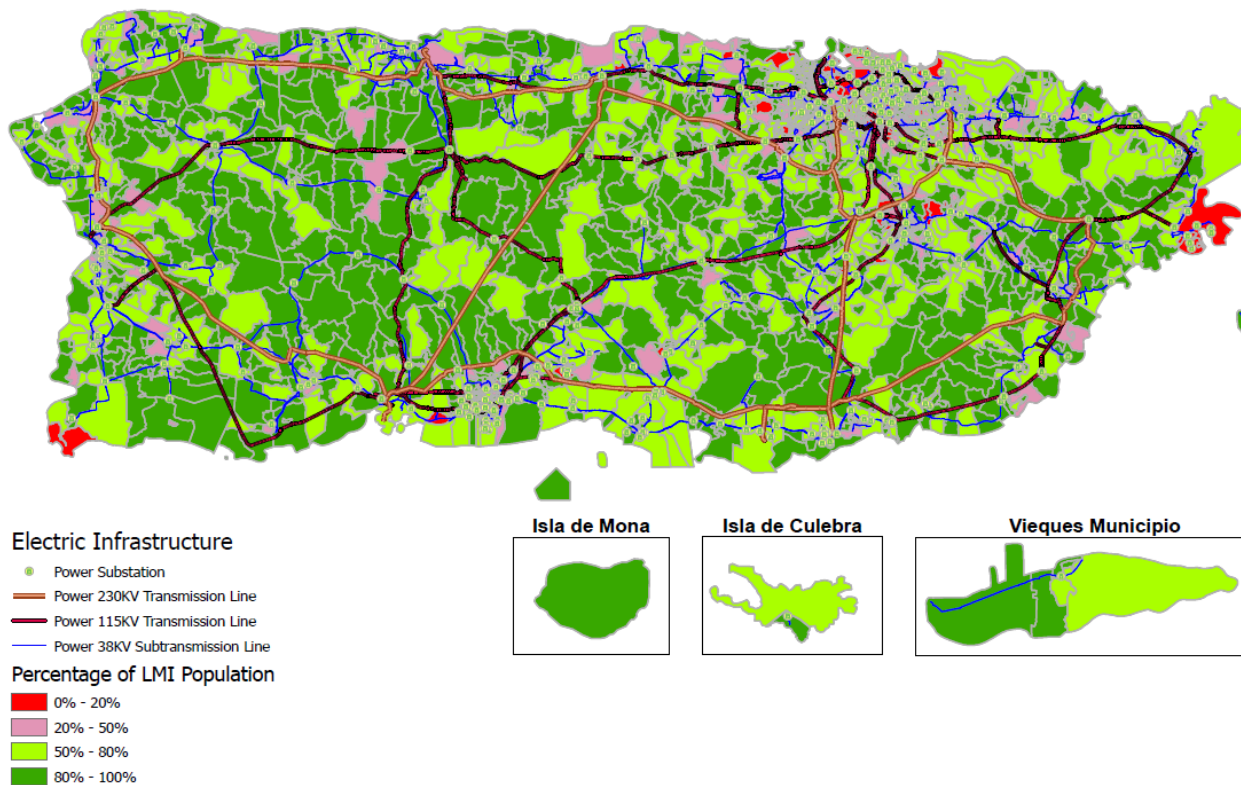 Isla de Mona
Isla de Culebra
Vieques Municipio
Electric Infrastructure
Power Substation
Power 230KV Transmission Line
Power 115KV Transmission Line
Power 38KV Subtransmission Line
Percentage of LMI Population
0% - 20%
20% - 50%
50% - 80%
80% - 100%